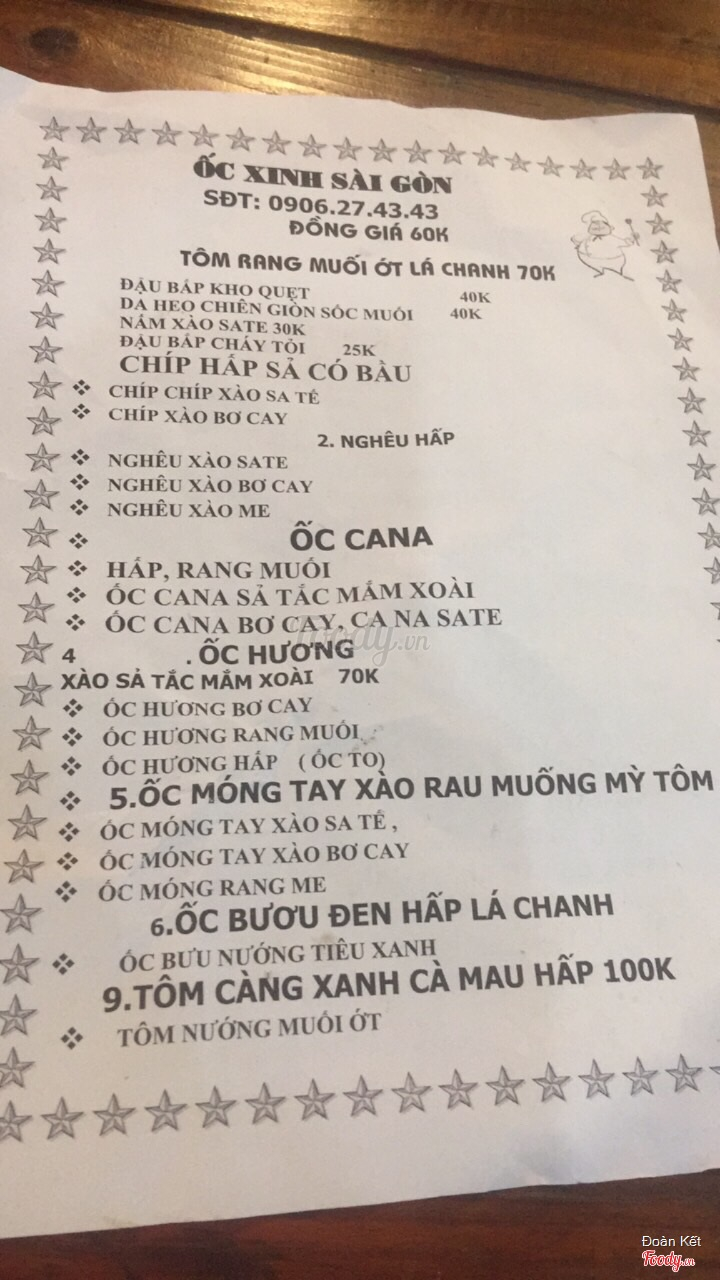 ỐC XINH SÀI GÒN
SĐT: 0906.27.43.43
ĐỒNG GIÁ 60K
TÔM RANG MUỐI ỚT LÁ CHANH 70K
ĐẬU BẮP KHO QUẸT 40K
DA HEO CHIÊN GIÒN SỐC MUỐI 40K
NẤM XÀO SATE 30K
ĐẬU BẮP CHÁY TỎI 25K
CHÍP HẤP SẢ CÓ BẦU
CHÍP CHÍP XÀO SA TẾ
CHÍP XÀO BƠ CAY
2. NGHÊU HẤP
NGHÊU XÀO SATE
NGHÊU XÀO BƠ CAY
NGHÊU XÀO ME
ỐC CANA
HẤP, RANG MUỐI
ỐC CANA SẢ TẮC MẮM XOÀI
ỐC CANA BƠ CAY, CA NA SATE
foody.vn
4 . ỐC HƯƠNG
XÀO SẢ TẮC MẮM XOÀI 70K
ỐC HƯƠNG BƠ CAY
ỐC HƯƠNG RANG MUỐI
ỐC HƯƠNG HẤP ( ỐC TO)
5.ỐC MÓNG TAY XÀO RAU MUỐNG MỲ TÔM
ỐC MÓNG TAY XÀO SA TẾ ,
ỐC MÓNG TAY XÀO BƠ CAY
ỐC MÓNG RANG ME
6.ỐC BƯƠU ĐEN HẤP LÁ CHANH
ỐC BƯU NƯỚNG TIÊU XANH
9.TÔM CÀNG XANH CÀ MAU HẤP 100K
TÔM NƯỚNG MUỐI ỚT
Đoàn Kết
Foody.vn